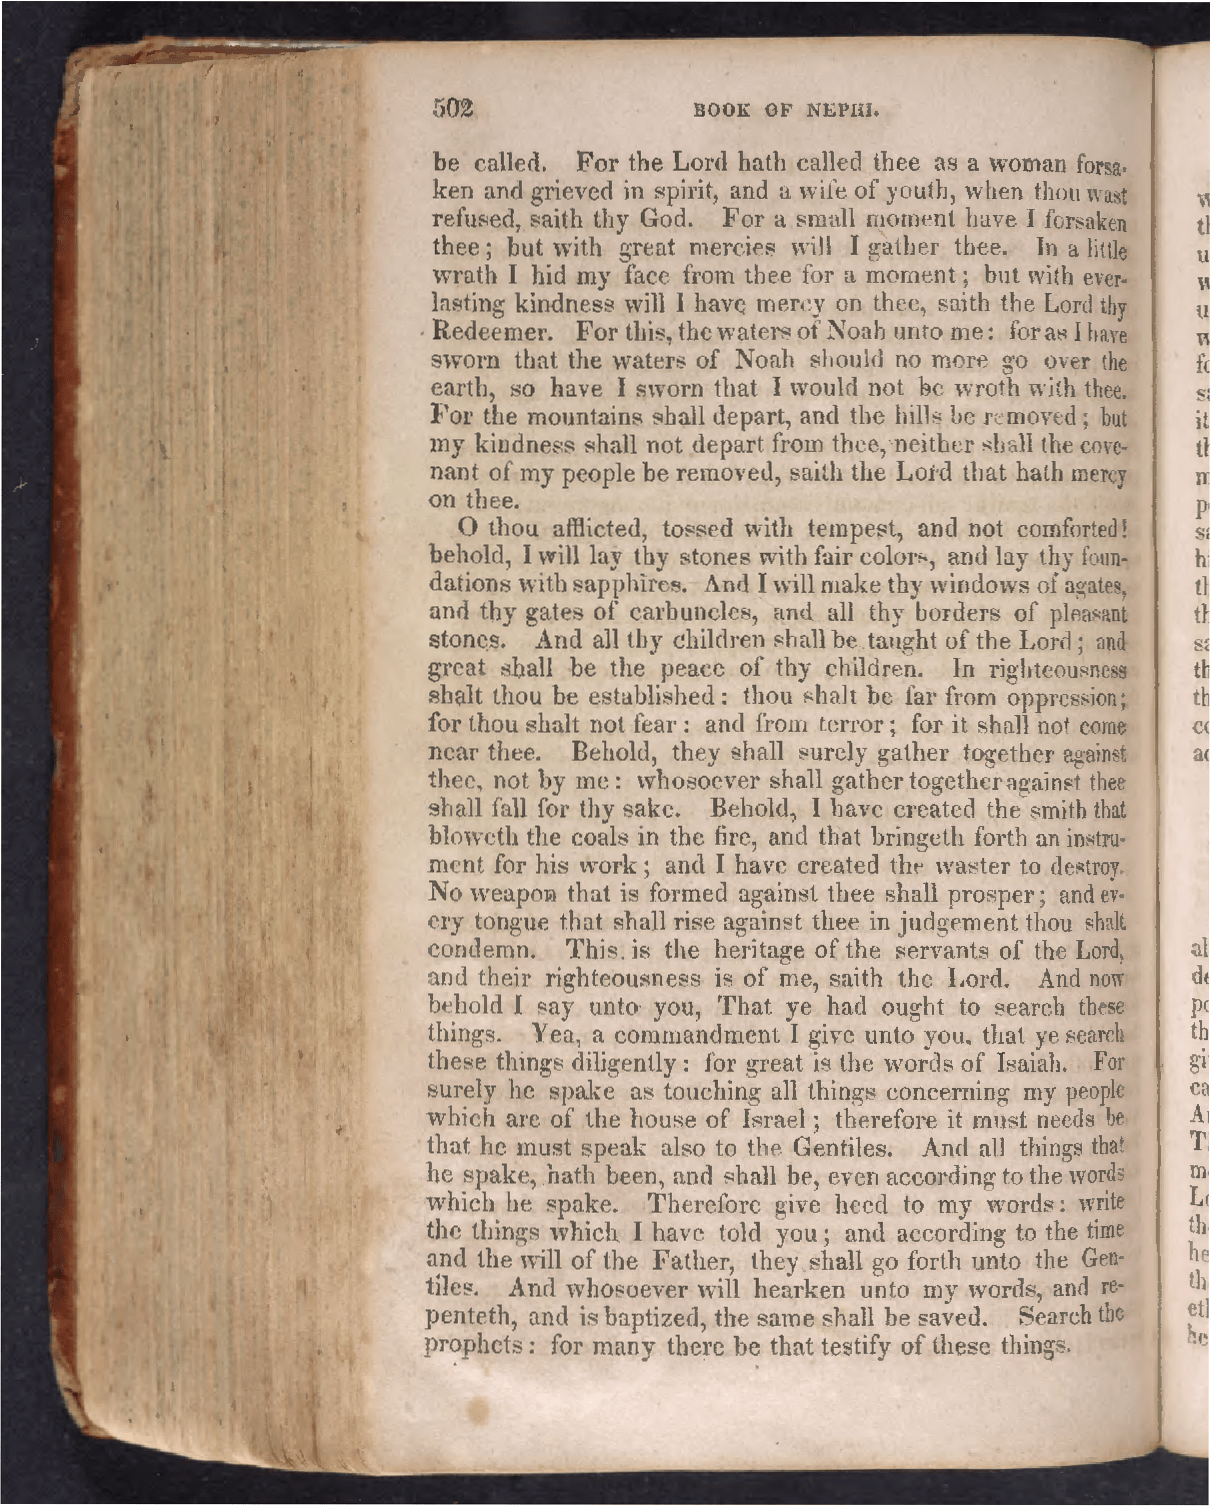 502 BOOK OF NEPHI.
be called. For the Lord hath called thee as a woman forsa-
ken and grieved in spirit, and a wife of youth, when thou wast
refused, saith thy God. For a small moment have I forsaken
thee; but with great mercies will I gather thee. In a little
wrath I hid my face from thee for a moment; but with ever-
lasting kindness will I have mercy on thee, saith the Lord thy
Redeemer. For this, the waters of Noah unto me: for as I have
sworn that the waters of Noah should no more go over the
earth, so have I sworn that I would not be wroth with thee.
For the mountains shall depart, and the hills be removed; but
my kindness shall not depart from thee, neither shall the cove-
nant of my people be removed, saith the Lord that hath mercy
on thee.
O thou afflicted, tossed with tempest, and not comforted!
behold, I will lay thy stones with fair colors, and lay thy foun-
dations with sapphires. And I will make thy windows of agates,
and thy gates of carbuncles, and all thy borders of pleasant
stones. And all thy children shall be taught of the Lord; and
great shall be the peace of thy children. In righteousness
shalt thou be established: thou shalt be far from oppression;
for thou shalt not fear: and from terror; for it shall not come
near thee. Behold, they shall surely gather together against
thee, not by me: whosoever shall gather together against thee
shall fall for thy sake. Behold, I have created the smith that
bloweth the coals in the fire, and that bringeth forth an instru-
ment for his work; and I have created the waster to destroy.
No weapon that is formed against thee shall prosper; and ev-
ery tongue that shall rise against thee in judgement thou shalt
condemn. This is the heritage of the servants of the Lord,
and their righteousness is of me, saith the Lord. And now
behold I say unto you, That ye had ought to search these
things. Yea, a commandment I give unto you, that ye search
these things diligently: for great is the words of Isaiah. For
surely he spake as touching all things concerning my people
which are of the house of Israel; therefore it must needs be
that he must speak also to the Gentiles. And all things that
he spake, hath been, and shall be, even according to the words
which he spake. Therefore give heed to my words: write
the things which I have told you; and according to the time
and the will of the Father, they shall go forth unto the Gen-
tiles. And whosoever will hearken unto my words, and re-
penteth, and is baptized, the same shall be saved. Search the
prophets: for many there be that testify of these things.